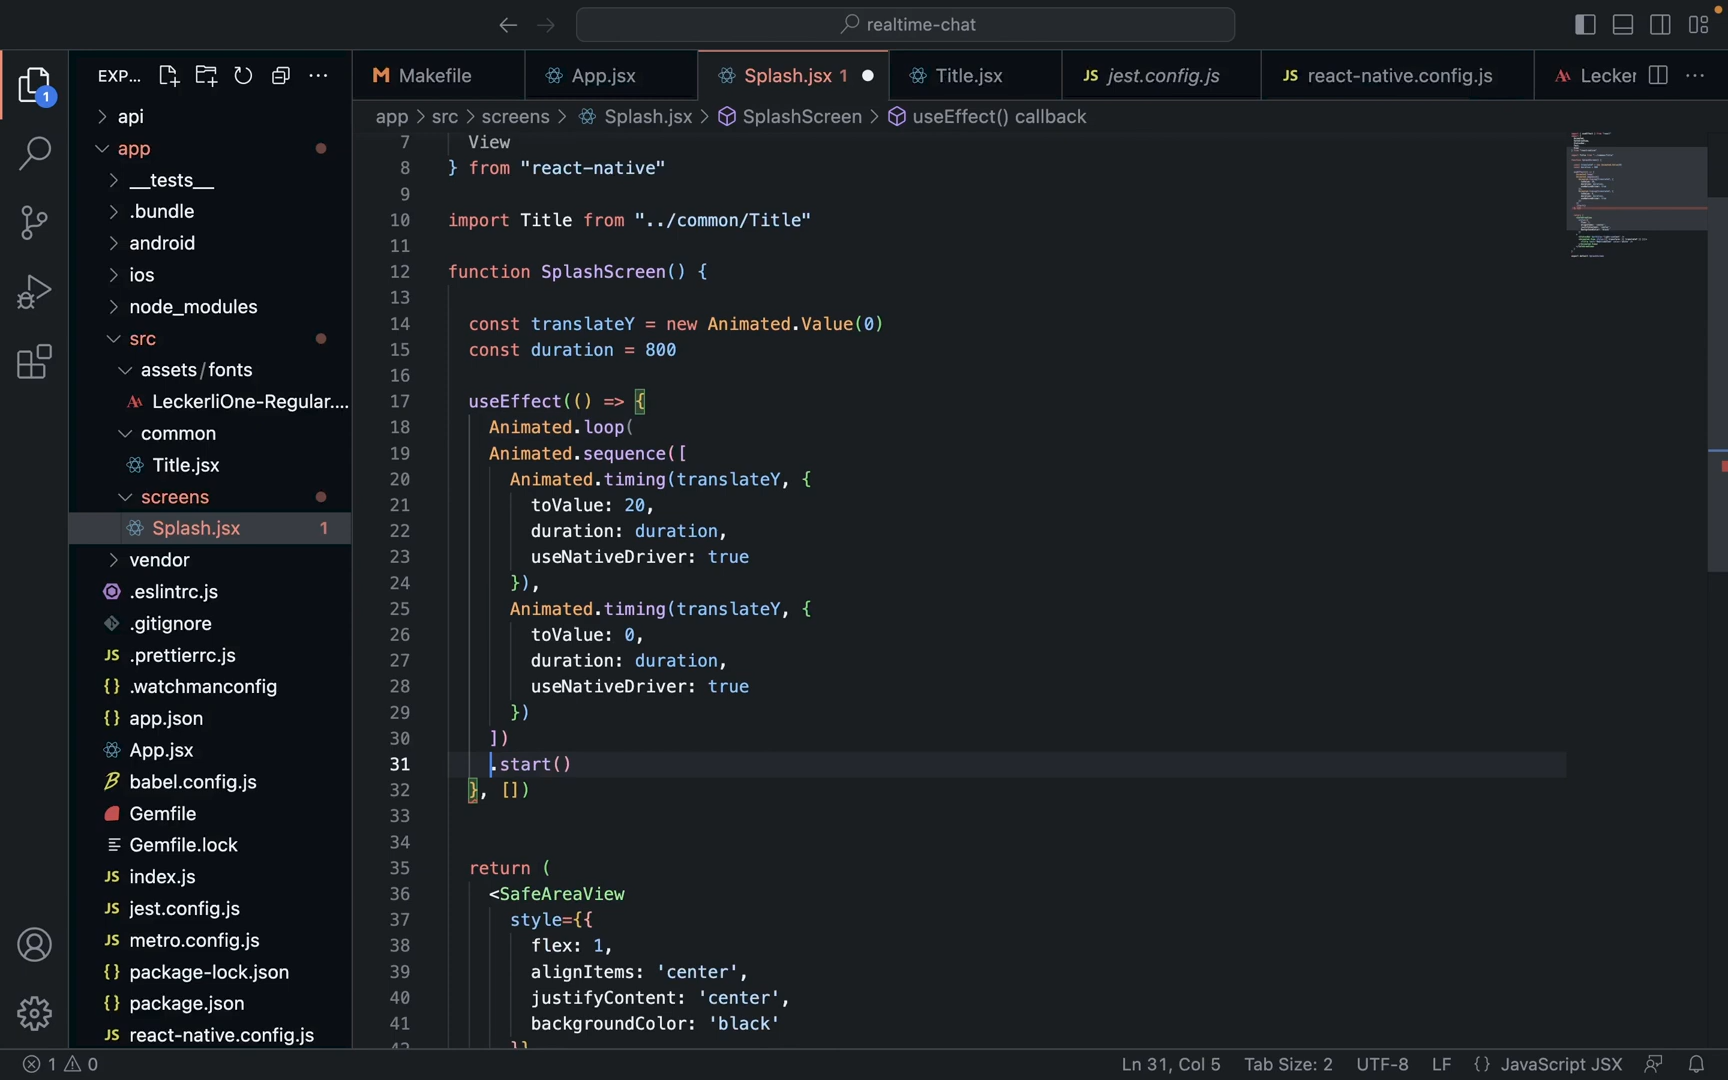 realtime-chat
EXP...
Makefile
App.jsx
Splash.jsx 1
Title.jsx
jest.config.js
react-native.config.js
Lecker
app > src > screens > Splash.jsx > SplashScreen > useEffect() callback
1
api
app
__tests__
.bundle
android
ios
node_modules
src
assets/fonts
LeckerliOne-Regular....
common
Title.jsx
screens
Splash.jsx 1
vendor
.eslintrc.js
.gitignore
.prettierrc.js
.watchmanconfig
app.json
App.jsx
babel.config.js
Gemfile
Gemfile.lock
index.js
jest.config.js
metro.config.js
package-lock.json
package.json
react-native.config.js
7 View
8 } from "react-native"
9
10 import Title from "../common/Title"
11
12 function SplashScreen() {
13
14 const translateY = new Animated.Value(0)
15 const duration = 800
16
17 useEffect(() => {
18 Animated.loop(
19 Animated.sequence([
20 Animated.timing(translateY, {
21 toValue: 20,
22 duration: duration,
23 useNativeDriver: true
24 }),
25 Animated.timing(translateY, {
26 toValue: 0,
27 duration: duration,
28 useNativeDriver: true
29 })
30 ])
31 .start()
32 }, [])
33
34
35 return (
36 <SafeAreaView
37 style={{
38 flex: 1,
39 alignItems: 'center',
40 justifyContent: 'center',
41 backgroundColor: 'black'
42 }}
1 0
Ln 31, Col 5 Tab Size: 2 UTF-8 LF {} JavaScript JSX